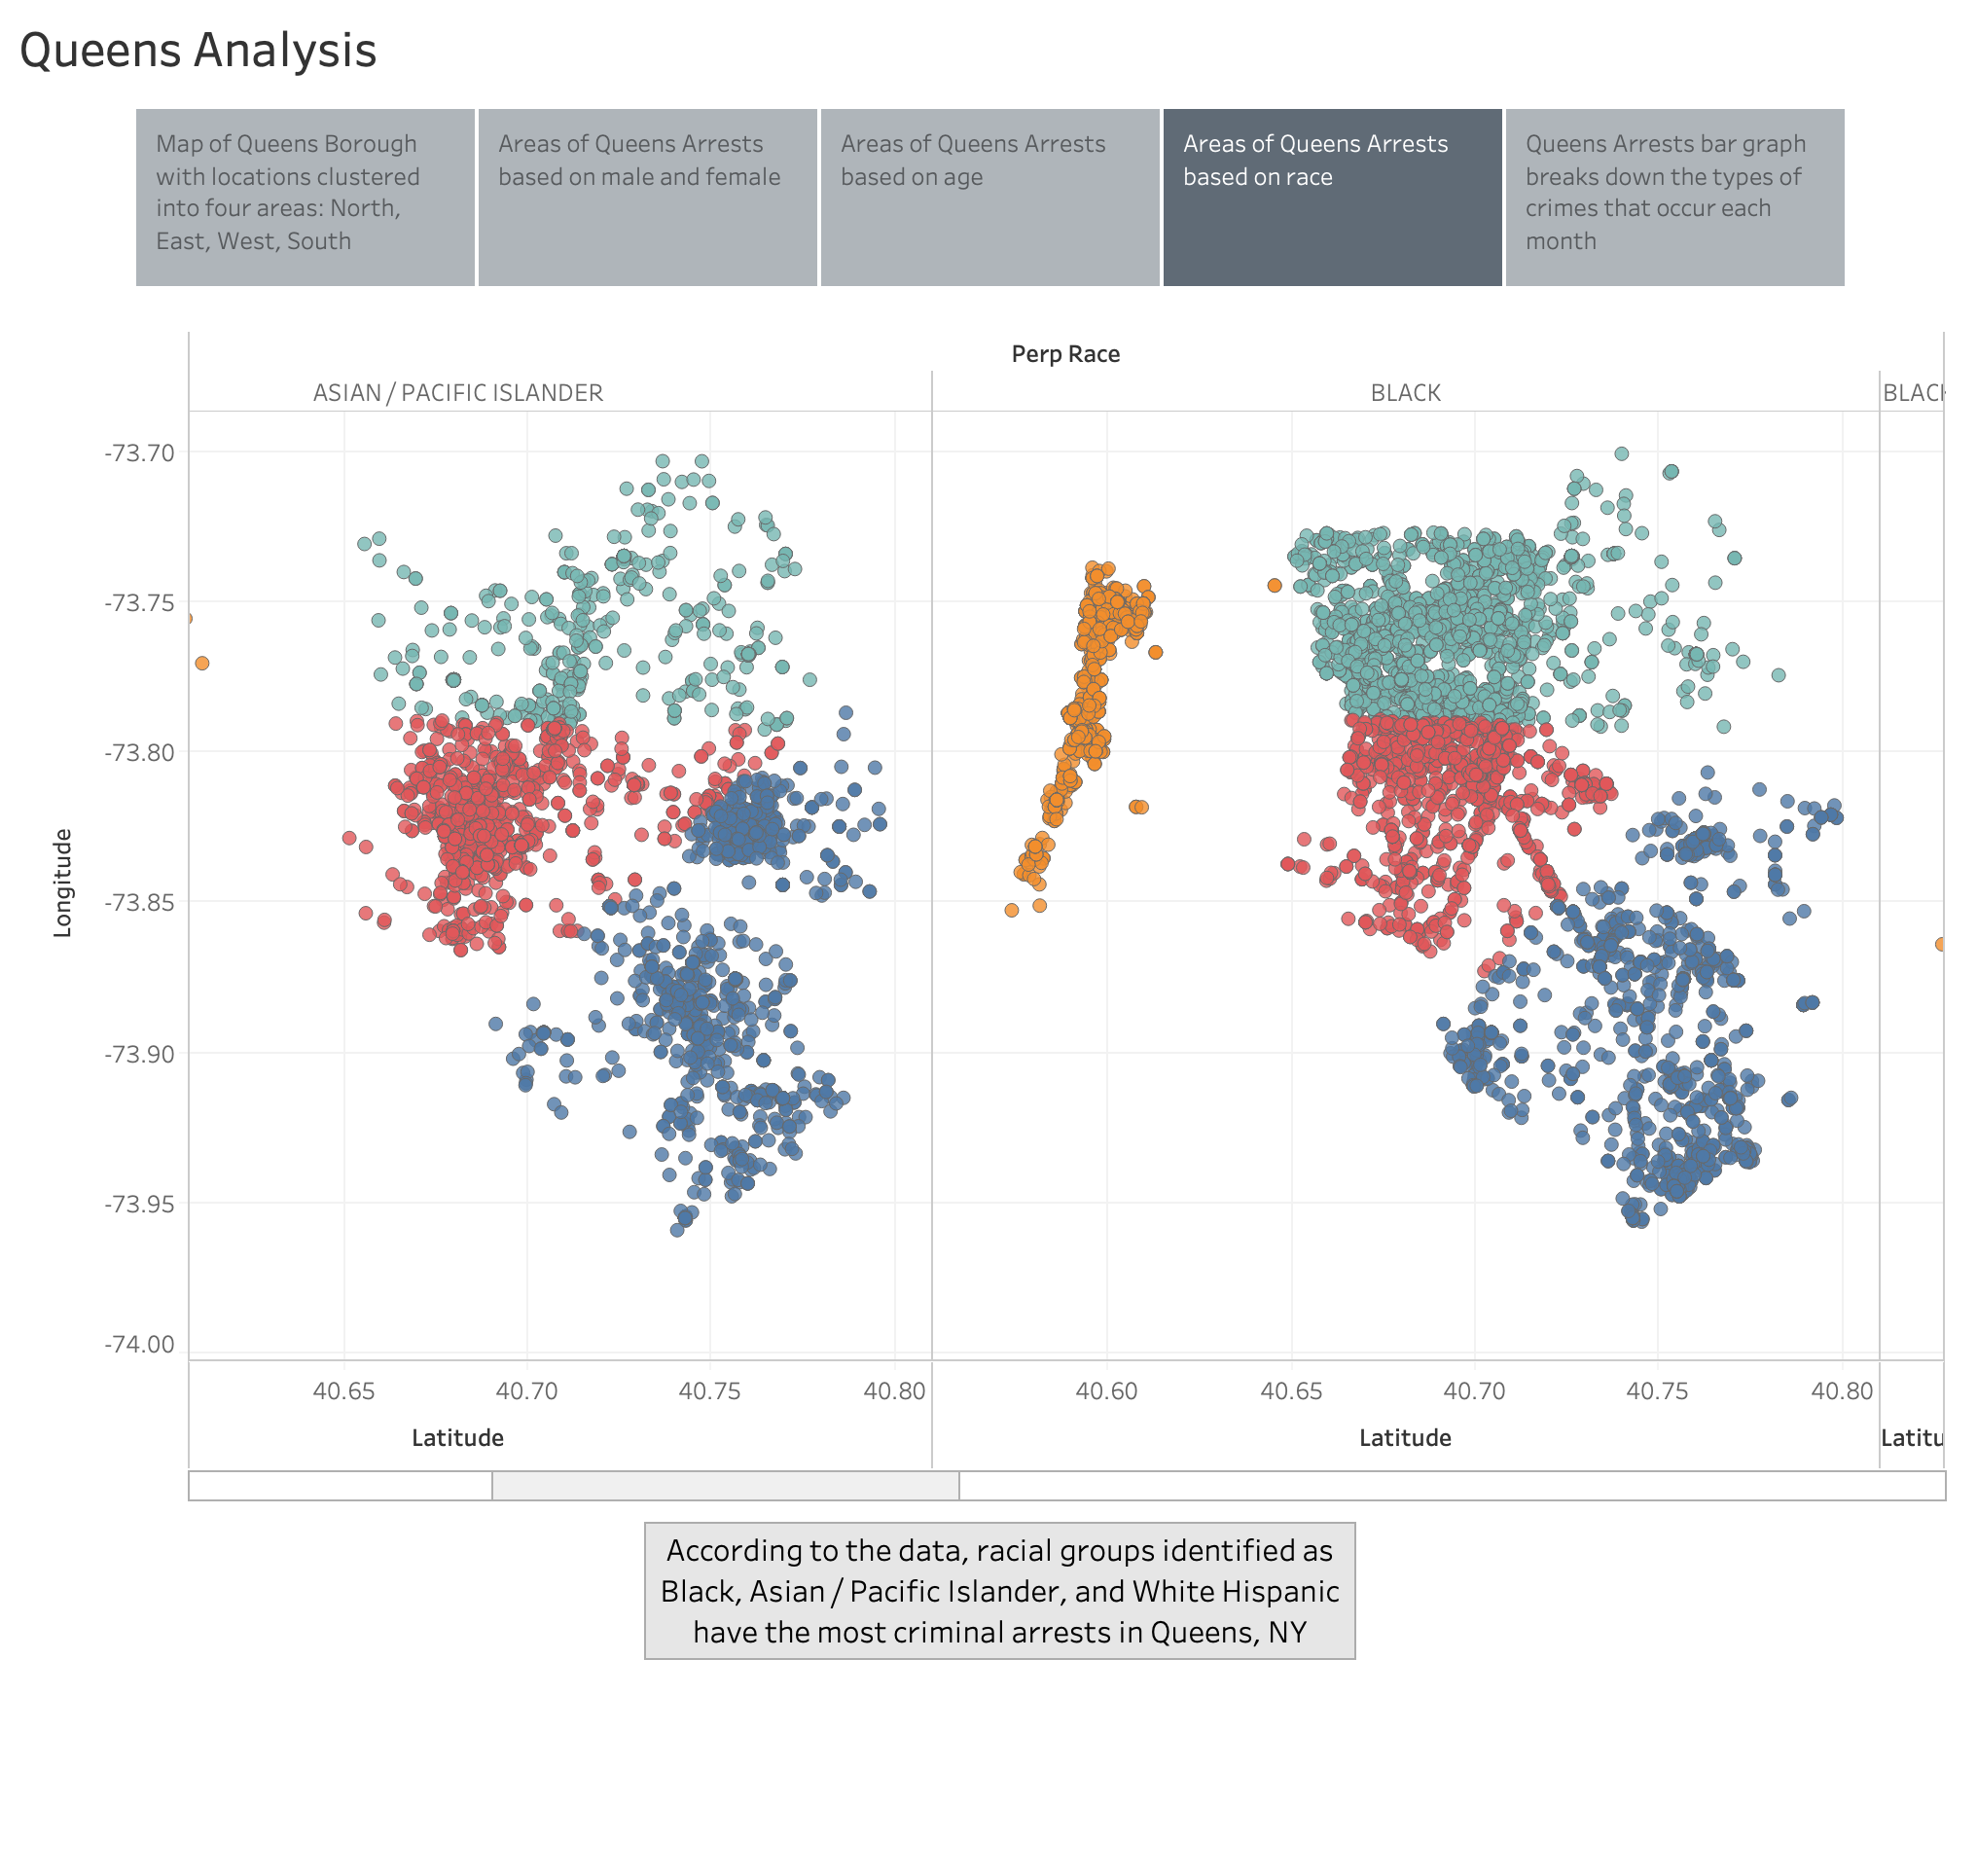 Queens Analysis
Map of Queens Borough
with locations clustered
into four areas: North,
East, West, South
Areas of Queens Arrests
based on male and female
Areas of Queens Arrests
based on age
Areas of Queens Arrests
based on race
Queens Arrests bar graph
breaks down the types of
crimes that occur each
month
Perp Race
ASIAN / PACIFIC ISLANDER
BLACK
BLACK
Longitude
-73.70
-73.75
-73.80
-73.85
-73.90
-73.95
-74.00
40.65
40.70
40.75
40.80
40.60
40.65
40.70
40.75
40.80
Latitude
Latitude
Latitu
According to the data, racial groups identified as
Black, Asian / Pacific Islander, and White Hispanic
have the most criminal arrests in Queens, NY